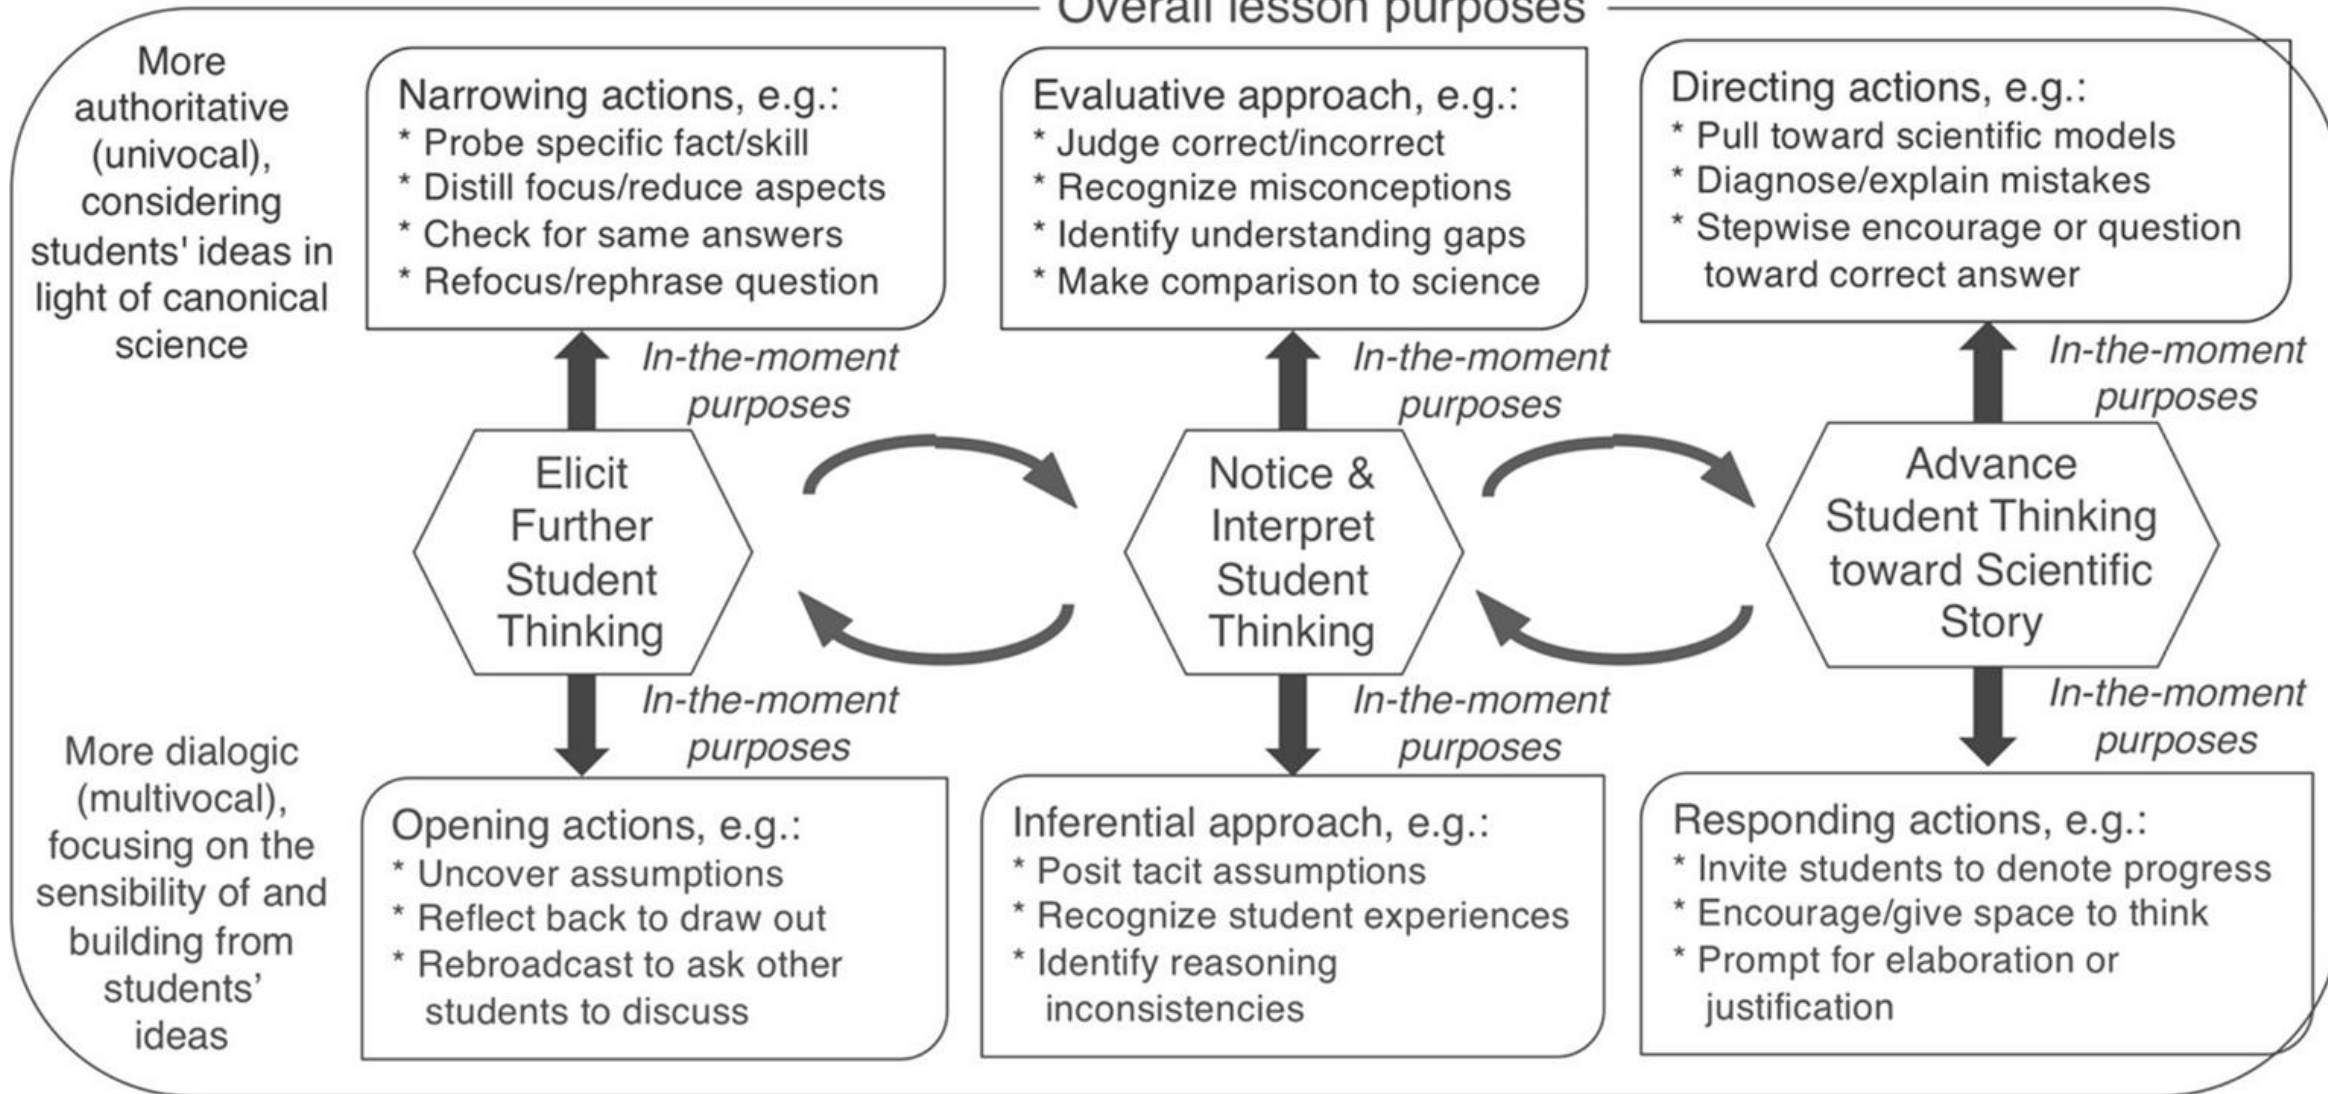 Overall lesson purposes
More
authoritative
(univocal),
considering
students' ideas in
light of canonical
science
Narrowing actions, e.g.:
* Probe specific fact/skill
* Distill focus/reduce aspects
* Check for same answers
* Refocus/rephrase question
Evaluative approach, e.g.:
* Judge correct/incorrect
* Recognize misconceptions
* Identify understanding gaps
* Make comparison to science
Directing actions, e.g.:
* Pull toward scientific models
* Diagnose/explain mistakes
* Stepwise encourage or question
toward correct answer
In-the-moment
purposes
In-the-moment
purposes
In-the-moment
purposes
Elicit
Further
Student
Thinking
Notice &
Interpret
Student
Thinking
Advance
Student Thinking
toward Scientific
Story
In-the-moment
purposes
In-the-moment
purposes
In-the-moment
purposes
More dialogic
(multivocal),
focusing on the
sensibility of and
building from
students’
ideas
Opening actions, e.g.:
* Uncover assumptions
* Reflect back to draw out
* Rebroadcast to ask other
students to discuss
Inferential approach, e.g.:
* Posit tacit assumptions
* Recognize student experiences
* Identify reasoning
inconsistencies
Responding actions, e.g.:
* Invite students to denote progress
* Encourage/give space to think
* Prompt for elaboration or
justification